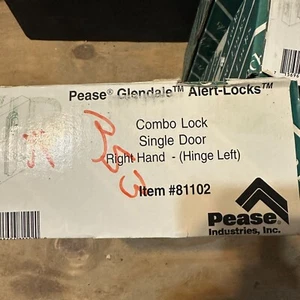 Pease® Glendale™ Alert-Locks™
Combo Lock
Single Door
Right Hand - (Hinge Left)
Item #81102
Pease
Industries, Inc.